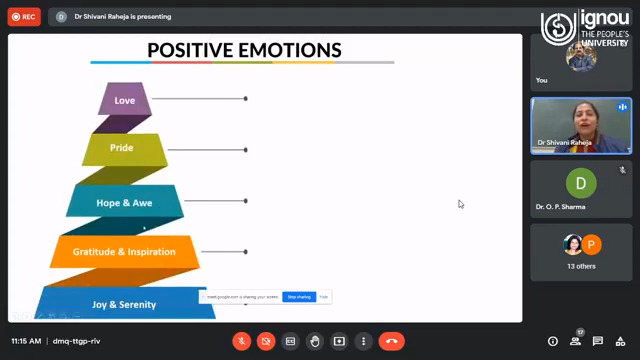 REC
D
Dr Shivani Raheja is presenting
ignou
THE PEOPLE'S
UNIVERSITY
POSITIVE EMOTIONS
Love
Pride
Hope & Awe
Gratitude & Inspiration
Joy & Serenity
meet.google.com is sharing your screen.
Stop sharing
Hide
You
Dr Shivani Raheja
D
Dr. O. P. Sharma
P
13 others
11:15 AM
dmq-ttgp-riv
17